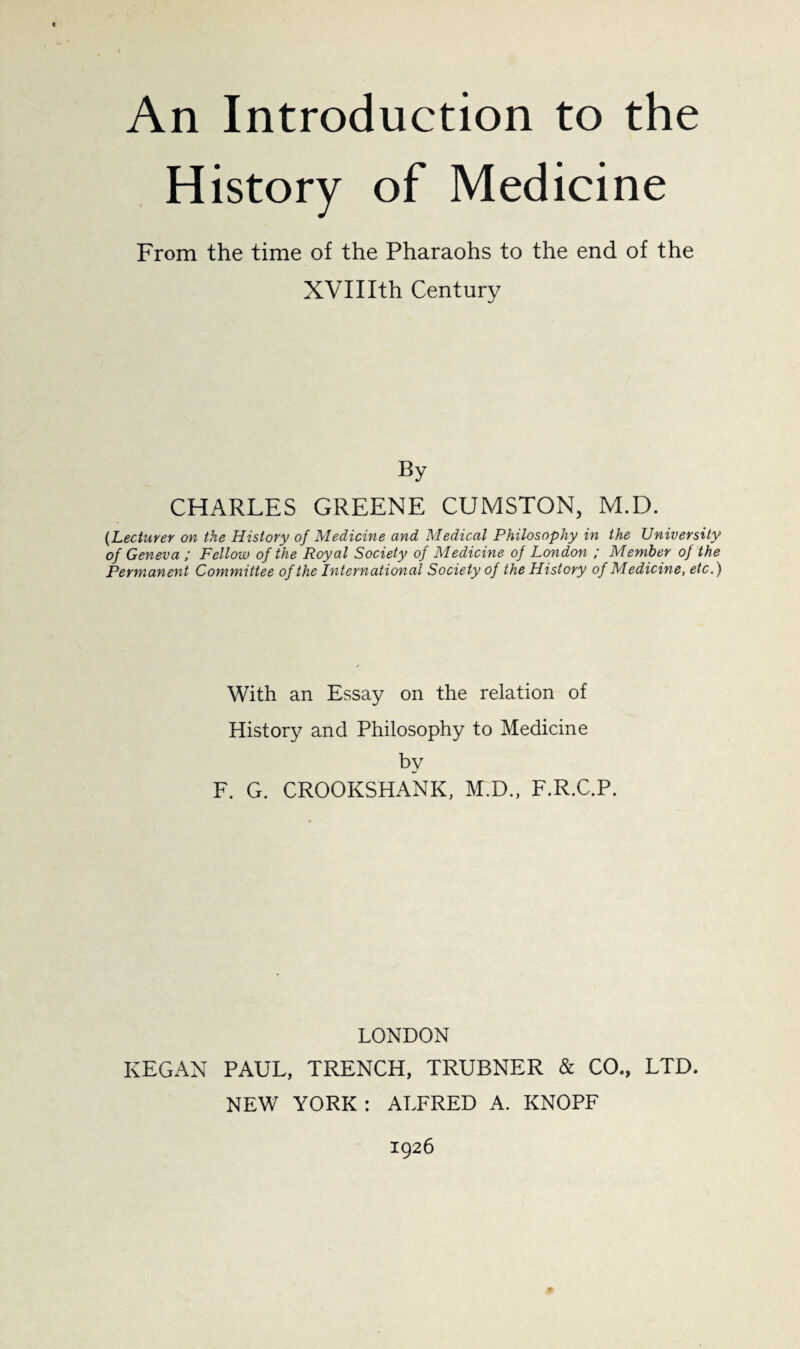 An Introduction to the
History of Medicine
From the time of the Pharaohs to the end of the
XVIIIth Century
By
CHARLES GREENE CUMSTON, M.D.
(Lecturer on the History of Medicine and Medical Philosophy in the University
of Geneva ; Fellow of the Royal Society of Medicine of London ; Member of the
Permanent Committee of the International Society of the History of Medicine, etc.)
With an Essay on the relation of
History and Philosophy to Medicine
by
F. G. CROOKSHANK, M.D., F.R.C.P.
LONDON
KEGAN PAUL, TRENCH, TRUBNER & CO., LTD.
NEW YORK : ALFRED A. KNOPF
1926